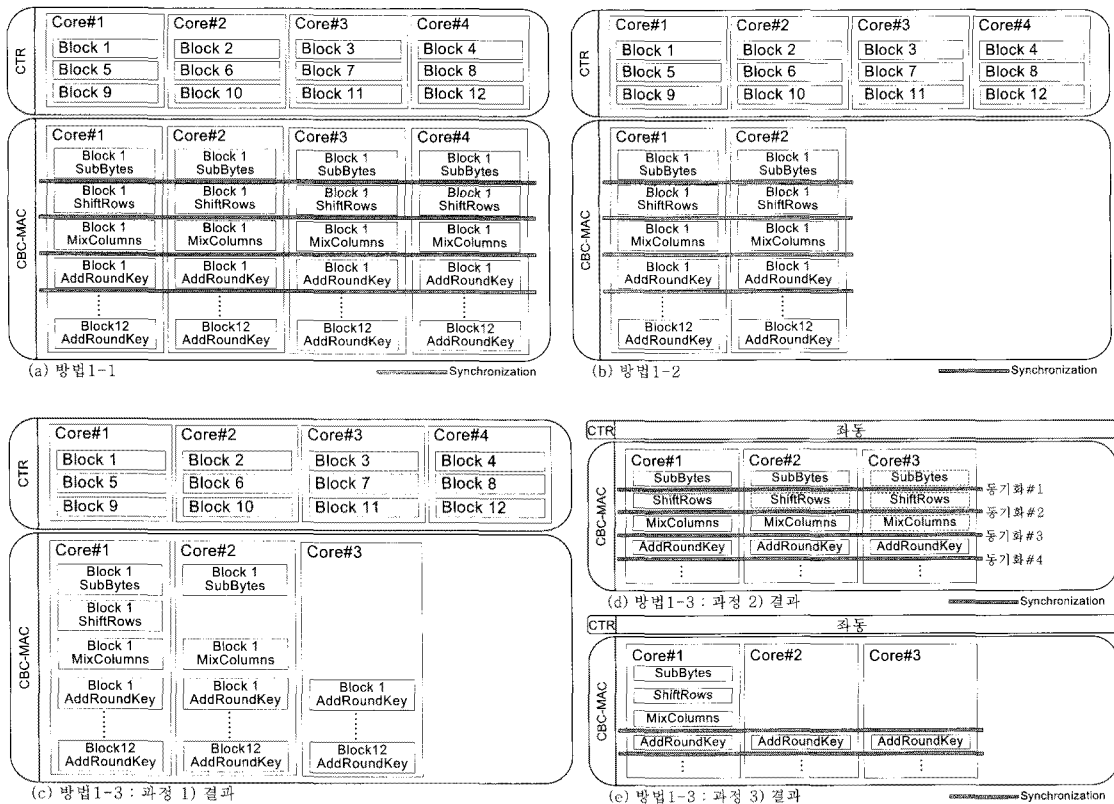 CTR
Core#1 Core#2 Core#3 Core#4
Block 1 Block 2 Block 3 Block 4
Block 5 Block 6 Block 7 Block 8
Block 9 Block 10 Block 11 Block 12
CBC-MAC
Core#1 Core#2 Core#3 Core#4
Block 1 Block 1 Block 1 Block 1
SubBytes SubBytes SubBytes SubBytes
Block 1 Block 1 Block 1 Block 1
ShiftRows ShiftRows ShiftRows ShiftRows
Block 1 Block 1 Block 1 Block 1
MixColumns MixColumns MixColumns MixColumns
Block 1 Block 1 Block 1 Block 1
AddRoundKey AddRoundKey AddRoundKey AddRoundKey
Block12 Block12 Block12 Block12
AddRoundKey AddRoundKey AddRoundKey AddRoundKey
(a) 방법1-1
Synchronization
CTR
Core#1 Core#2 Core#3 Core#4
Block 1 Block 2 Block 3 Block 4
Block 5 Block 6 Block 7 Block 8
Block 9 Block 10 Block 11 Block 12
CBC-MAC
Core#1 Core#2
Block 1 Block 1
SubBytes SubBytes
Block 1 Block 1
ShiftRows ShiftRows
Block 1 Block 1
MixColumns MixColumns
Block 1 Block 1
AddRoundKey AddRoundKey
Block12 Block12
AddRoundKey AddRoundKey
(b) 방법1-2
Synchronization
CTR
Core#1 Core#2 Core#3 Core#4
Block 1 Block 2 Block 3 Block 4
Block 5 Block 6 Block 7 Block 8
Block 9 Block 10 Block 11 Block 12
CBC-MAC
Core#1 Core#2 Core#3
Block 1 Block 1
SubBytes SubBytes
Block 1
ShiftRows
Block 1 Block 1
MixColumns MixColumns
Block 1 Block 1 Block 1
AddRoundKey AddRoundKey AddRoundKey
Block12 Block12 Block12
AddRoundKey AddRoundKey AddRoundKey
(c) 방법1-3 : 과정 1) 결과
CTR 좌동
CBC-MAC
Core#1 Core#2 Core#3
SubBytes SubBytes SubBytes
동기화#1
ShiftRows ShiftRows ShiftRows
동기화#2
MixColumns MixColumns MixColumns
동기화#3
AddRoundKey AddRoundKey AddRoundKey
동기화#4
(d) 방법1-3 : 과정 2) 결과
Synchronization
CTR 좌동
CBC-MAC
Core#1 Core#2 Core#3
SubBytes
ShiftRows
MixColumns
AddRoundKey AddRoundKey AddRoundKey
(e) 방법1-3 : 과정 3) 결과
Synchronization